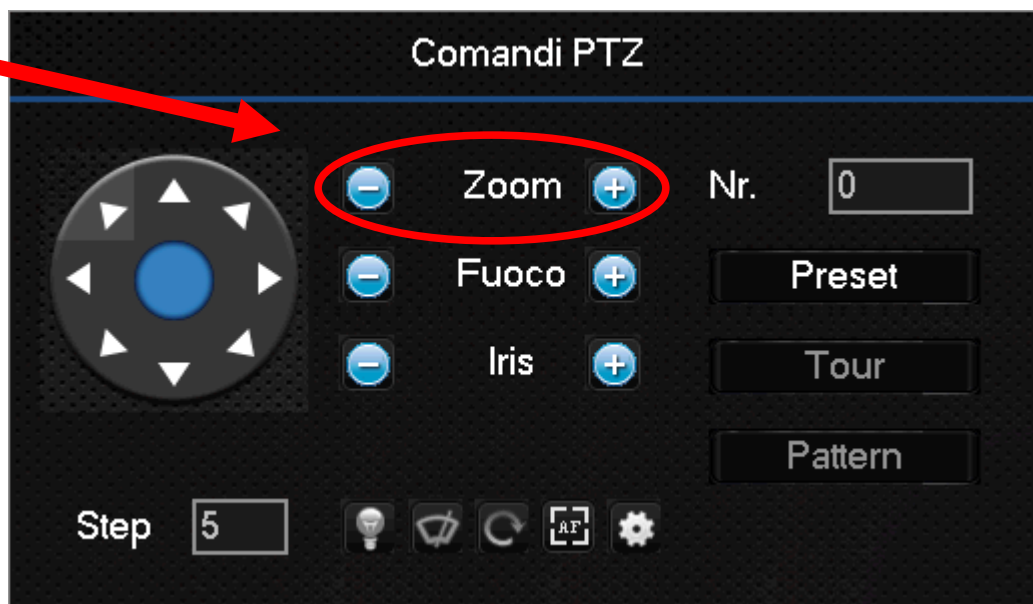 Comandi PTZ
Zoom
Nr. 0
Fuoco
Preset
Iris
Tour
Pattern
Step 5
AF